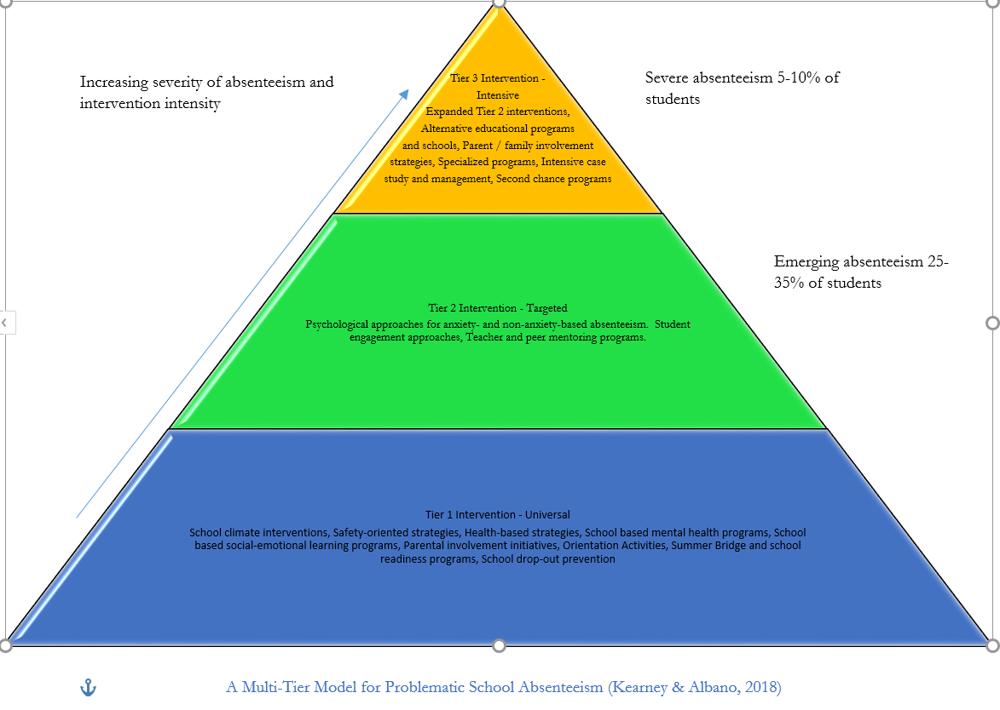 Increasing severity of absenteeism and
intervention intensity
Severe absenteeism 5-10% of
students
Tier 3 Intervention -
Intensive
Expanded Tier 2 interventions,
Alternative educational programs
and schools, Parent / family involvement
strategies, Specialized programs, Intensive case
study and management, Second chance programs
Emerging absenteeism 25-
35% of students
Tier 2 Intervention - Targeted
Psychological approaches for anxiety- and non-anxiety-based absenteeism.  Student
engagement approaches, Teacher and peer mentoring programs.
Tier 1 Intervention - Universal
School climate interventions, Safety-oriented strategies, Health-based strategies, School based mental health programs, School
based social-emotional learning programs, Parental involvement initiatives, Orientation Activities, Summer Bridge and school
readiness programs, School drop-out prevention
A Multi-Tier Model for Problematic School Absenteeism (Kearney & Albano, 2018)